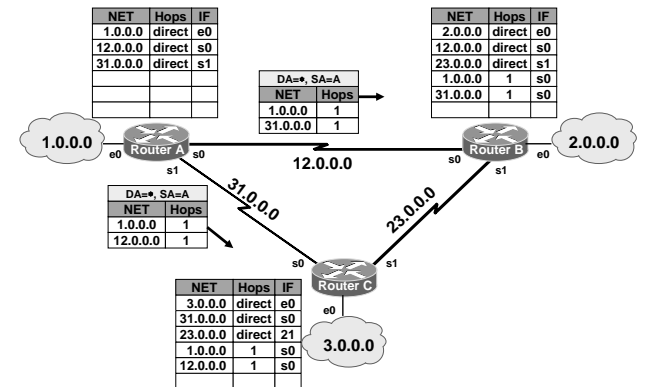 NET Hops IF
1.0.0.0 direct e0
12.0.0.0 direct s0
31.0.0.0 direct s1
NET Hops IF
2.0.0.0 direct e0
12.0.0.0 direct s0
23.0.0.0 direct s1
1.0.0.0 1 s0
31.0.0.0 1 s0
DA=*, SA=A
NET Hops
1.0.0.0 1
31.0.0.0 1
1.0.0.0
e0
Router A
s0
s1
12.0.0.0
s0
Router B
e0
s1
2.0.0.0
31.0.0.0
23.0.0.0
DA=*, SA=A
NET Hops
1.0.0.0 1
12.0.0.0 1
s0
s1
Router C
e0
3.0.0.0
NET Hops IF
3.0.0.0 direct e0
31.0.0.0 direct s0
23.0.0.0 direct 21
1.0.0.0 1 s0
12.0.0.0 1 s0